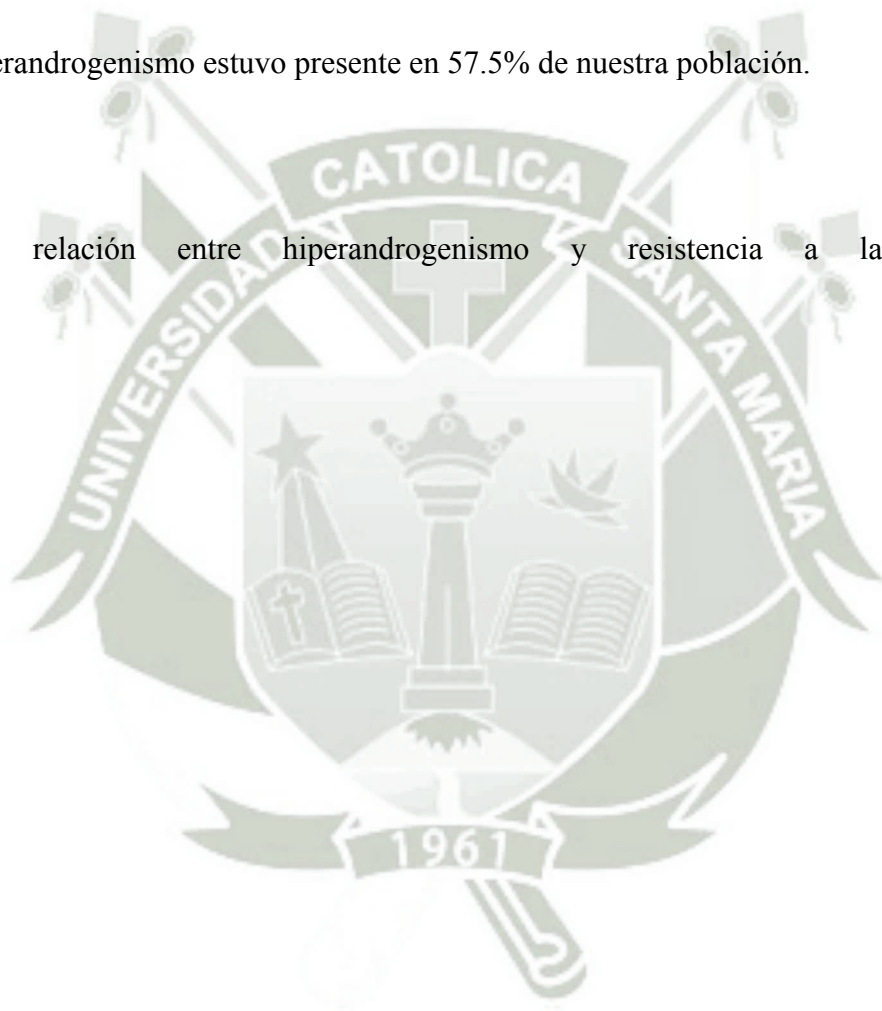 erandrogenismo estuvo presente en 57.5% de nuestra población.
CATOLICA
relación entre hiperandrogenismo y resistencia a la
UNIVERSIDAD
SANTA MARIA
1961